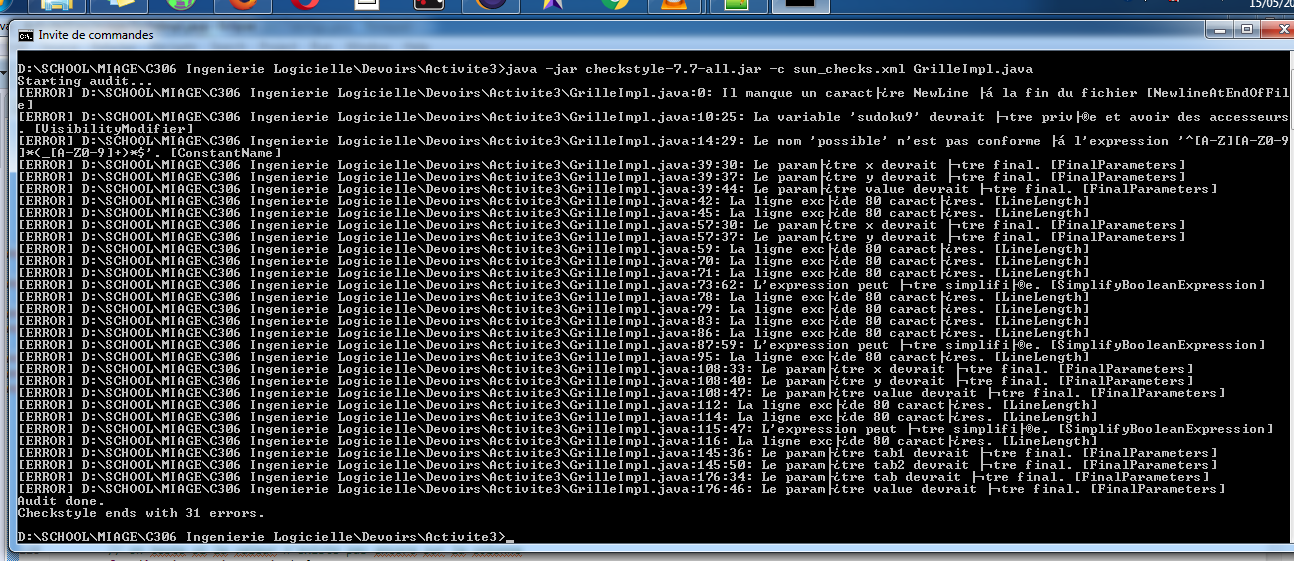 15/05/20
Invite de commandes
D:\SCHOOL\MIAGE\C306 Ingenierie Logicielle\Devoirs\Activite3>java -jar checkstyle-7.7-all.jar -c sun_checks.xml GrilleImpl.java
Starting audit...
[ERROR] D:\SCHOOL\MIAGE\C306 Ingenierie Logicielle\Devoirs\Activite3\GrilleImpl.java:0: Il manque un caract├¿re NewLine ├á la fin du fichier [NewlineAtEndOfFil
e]
[ERROR] D:\SCHOOL\MIAGE\C306 Ingenierie Logicielle\Devoirs\Activite3\GrilleImpl.java:10:25: La variable 'sudoku9' devrait ├¬tre priv├®e et avoir des accesseurs
. [VisibilityModifier]
[ERROR] D:\SCHOOL\MIAGE\C306 Ingenierie Logicielle\Devoirs\Activite3\GrilleImpl.java:14:29: Le nom 'possible' n'est pas conforme ├á l'expression '^[A-Z][A-Z0-9
]*(_[A-Z0-9]+)*$'. [ConstantName]
[ERROR] D:\SCHOOL\MIAGE\C306 Ingenierie Logicielle\Devoirs\Activite3\GrilleImpl.java:39:30: Le param├¿tre x devrait ├¬tre final. [FinalParameters]
[ERROR] D:\SCHOOL\MIAGE\C306 Ingenierie Logicielle\Devoirs\Activite3\GrilleImpl.java:39:37: Le param├¿tre y devrait ├¬tre final. [FinalParameters]
[ERROR] D:\SCHOOL\MIAGE\C306 Ingenierie Logicielle\Devoirs\Activite3\GrilleImpl.java:39:44: Le param├¿tre value devrait ├¬tre final. [FinalParameters]
[ERROR] D:\SCHOOL\MIAGE\C306 Ingenierie Logicielle\Devoirs\Activite3\GrilleImpl.java:42: La ligne exc├¿de 80 caract├¿res. [LineLength]
[ERROR] D:\SCHOOL\MIAGE\C306 Ingenierie Logicielle\Devoirs\Activite3\GrilleImpl.java:45: La ligne exc├¿de 80 caract├¿res. [LineLength]
[ERROR] D:\SCHOOL\MIAGE\C306 Ingenierie Logicielle\Devoirs\Activite3\GrilleImpl.java:57:30: Le param├¿tre x devrait ├¬tre final. [FinalParameters]
[ERROR] D:\SCHOOL\MIAGE\C306 Ingenierie Logicielle\Devoirs\Activite3\GrilleImpl.java:57:37: Le param├¿tre y devrait ├¬tre final. [FinalParameters]
[ERROR] D:\SCHOOL\MIAGE\C306 Ingenierie Logicielle\Devoirs\Activite3\GrilleImpl.java:59: La ligne exc├¿de 80 caract├¿res. [LineLength]
[ERROR] D:\SCHOOL\MIAGE\C306 Ingenierie Logicielle\Devoirs\Activite3\GrilleImpl.java:70: La ligne exc├¿de 80 caract├¿res. [LineLength]
[ERROR] D:\SCHOOL\MIAGE\C306 Ingenierie Logicielle\Devoirs\Activite3\GrilleImpl.java:71: La ligne exc├¿de 80 caract├¿res. [LineLength]
[ERROR] D:\SCHOOL\MIAGE\C306 Ingenierie Logicielle\Devoirs\Activite3\GrilleImpl.java:73:62: L'expression peut ├¬tre simplifi├®e. [SimplifyBooleanExpression]
[ERROR] D:\SCHOOL\MIAGE\C306 Ingenierie Logicielle\Devoirs\Activite3\GrilleImpl.java:78: La ligne exc├¿de 80 caract├¿res. [LineLength]
[ERROR] D:\SCHOOL\MIAGE\C306 Ingenierie Logicielle\Devoirs\Activite3\GrilleImpl.java:79: La ligne exc├¿de 80 caract├¿res. [LineLength]
[ERROR] D:\SCHOOL\MIAGE\C306 Ingenierie Logicielle\Devoirs\Activite3\GrilleImpl.java:83: La ligne exc├¿de 80 caract├¿res. [LineLength]
[ERROR] D:\SCHOOL\MIAGE\C306 Ingenierie Logicielle\Devoirs\Activite3\GrilleImpl.java:86: La ligne exc├¿de 80 caract├¿res. [LineLength]
[ERROR] D:\SCHOOL\MIAGE\C306 Ingenierie Logicielle\Devoirs\Activite3\GrilleImpl.java:87:59: L'expression peut ├¬tre simplifi├®e. [SimplifyBooleanExpression]
[ERROR] D:\SCHOOL\MIAGE\C306 Ingenierie Logicielle\Devoirs\Activite3\GrilleImpl.java:95: La ligne exc├¿de 80 caract├¿res. [LineLength]
[ERROR] D:\SCHOOL\MIAGE\C306 Ingenierie Logicielle\Devoirs\Activite3\GrilleImpl.java:108:33: Le param├¿tre x devrait ├¬tre final. [FinalParameters]
[ERROR] D:\SCHOOL\MIAGE\C306 Ingenierie Logicielle\Devoirs\Activite3\GrilleImpl.java:108:40: Le param├¿tre y devrait ├¬tre final. [FinalParameters]
[ERROR] D:\SCHOOL\MIAGE\C306 Ingenierie Logicielle\Devoirs\Activite3\GrilleImpl.java:108:47: Le param├¿tre value devrait ├¬tre final. [FinalParameters]
[ERROR] D:\SCHOOL\MIAGE\C306 Ingenierie Logicielle\Devoirs\Activite3\GrilleImpl.java:112: La ligne exc├¿de 80 caract├¿res. [LineLength]
[ERROR] D:\SCHOOL\MIAGE\C306 Ingenierie Logicielle\Devoirs\Activite3\GrilleImpl.java:114: La ligne exc├¿de 80 caract├¿res. [LineLength]
[ERROR] D:\SCHOOL\MIAGE\C306 Ingenierie Logicielle\Devoirs\Activite3\GrilleImpl.java:115:47: L'expression peut ├¬tre simplifi├®e. [SimplifyBooleanExpression]
[ERROR] D:\SCHOOL\MIAGE\C306 Ingenierie Logicielle\Devoirs\Activite3\GrilleImpl.java:116: La ligne exc├¿de 80 caract├¿res. [LineLength]
[ERROR] D:\SCHOOL\MIAGE\C306 Ingenierie Logicielle\Devoirs\Activite3\GrilleImpl.java:145:36: Le param├¿tre tab1 devrait ├¬tre final. [FinalParameters]
[ERROR] D:\SCHOOL\MIAGE\C306 Ingenierie Logicielle\Devoirs\Activite3\GrilleImpl.java:145:50: Le param├¿tre tab2 devrait ├¬tre final. [FinalParameters]
[ERROR] D:\SCHOOL\MIAGE\C306 Ingenierie Logicielle\Devoirs\Activite3\GrilleImpl.java:176:34: Le param├¿tre tab devrait ├¬tre final. [FinalParameters]
[ERROR] D:\SCHOOL\MIAGE\C306 Ingenierie Logicielle\Devoirs\Activite3\GrilleImpl.java:176:46: Le param├¿tre value devrait ├¬tre final. [FinalParameters]
Audit done.
Checkstyle ends with 31 errors.
D:\SCHOOL\MIAGE\C306 Ingenierie Logicielle\Devoirs\Activite3>_